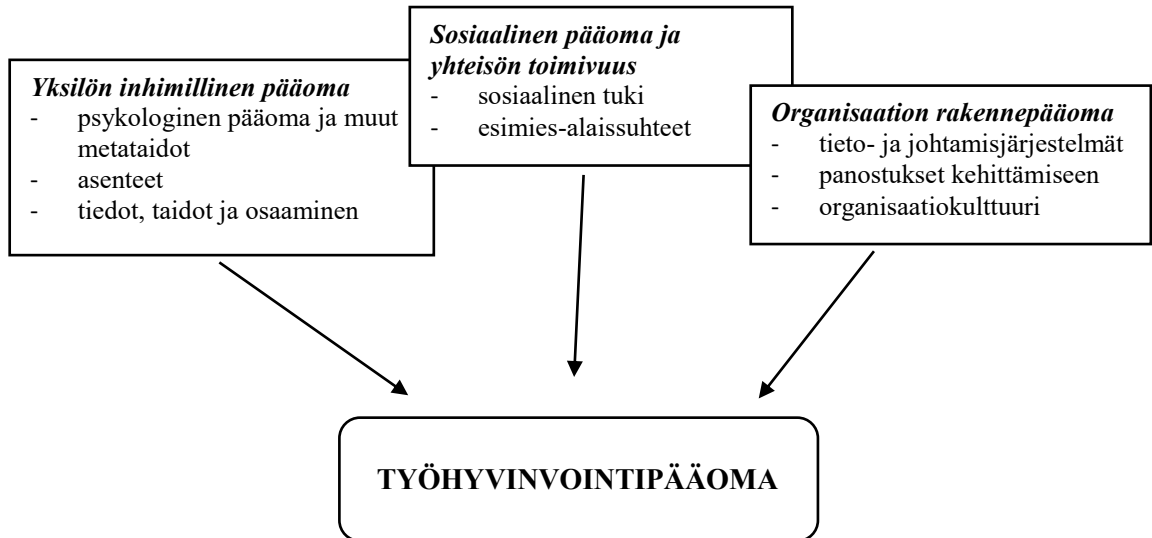 Yksilön inhimillinen pääoma
- psykologinen pääoma ja muut
metataidot
- asenteet
- tiedot, taidot ja osaaminen
Sosiaalinen pääoma ja
yhteisön toimivuus
- sosiaalinen tuki
- esimies-alaissuhteet
Organisaation rakennepääoma
- tieto- ja johtamisjärjestelmät
- panostukset kehittämiseen
- organisaatiokulttuuri
TYÖHYVINVOINTIPÄÄOMA